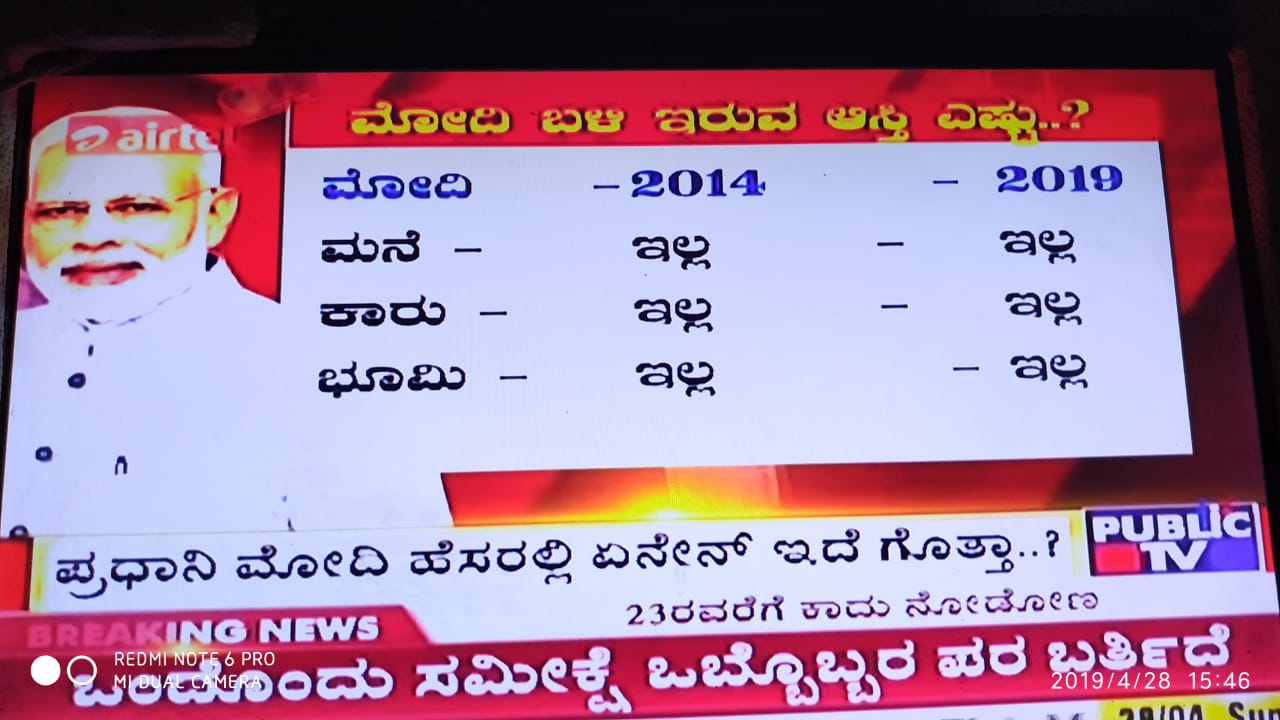 airte
ಮೋದಿ ಬಳಿ ಇರುವ ಆಸ್ತಿ ಎಷ್ಟು..?
ಮೋದಿ – 2014 – 2019
ಮನೆ – ಇಲ್ಲ – ಇಲ್ಲ
ಕಾರು – ಇಲ್ಲ – ಇಲ್ಲ
ಭೂಮಿ – ಇಲ್ಲ – ಇಲ್ಲ
ಪ್ರಧಾನಿ ಮೋದಿ ಹೆಸರಲ್ಲಿ ಏನೇನ್ ಇದೆ ಗೊತ್ತಾ..?
PUBLIC
TV
23ರವರೆಗೆ ಕಾದು ನೋಡೋಣ
BREAKING NEWS
ಒಂದೊಂದು ಸಮೀಕ್ಷೆ ಒಬ್ಬೊಬ್ಬರ ಪರ ಬರ್ತಿದೆ
REDMI NOTE 6 PRO
MI DUAL CAMERA
2019/4/28 15:46
28/04